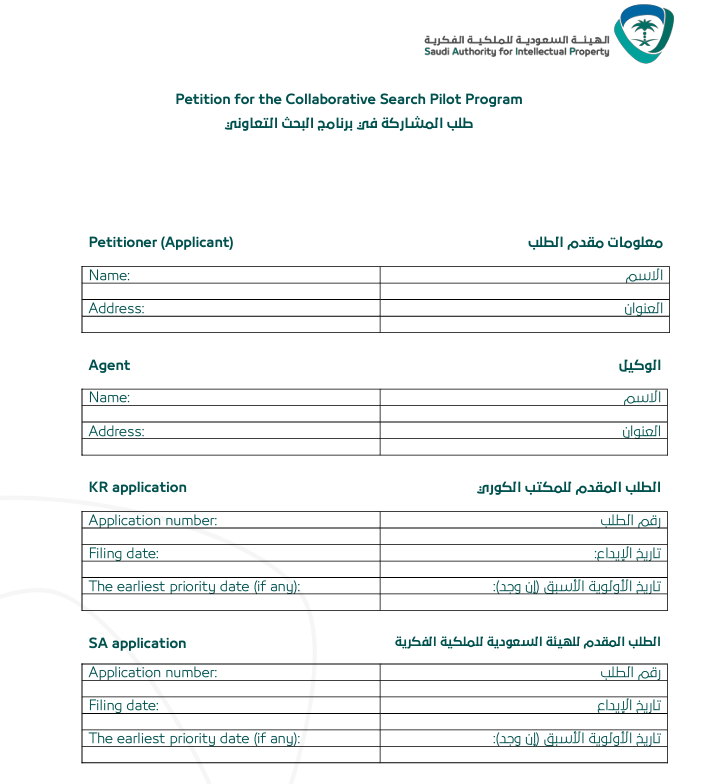 الهيئة السعودية للملكية الفكرية
Saudi Authority for Intellectual Property
Petition for the Collaborative Search Pilot Program
طلب المشاركة في برنامج البحث التعاوني
Petitioner (Applicant) معلومات مقدم الطلب
Name: الاسم
Address: العنوان
Agent الوكيل
Name: الاسم
Address: العنوان
KR application الطلب المقدم للمكتب الكوري
Application number: رقم الطلب
Filing date: تاريخ الإيداع:
The earliest priority date (if any): تاريخ الأولوية الأسبق (إن وجد):
SA application الطلب المقدم للهيئة السعودية للملكية الفكرية
Application number: رقم الطلب
Filing date: تاريخ الإيداع
The earliest priority date (if any): تاريخ الأولوية الأسبق (إن وجد):